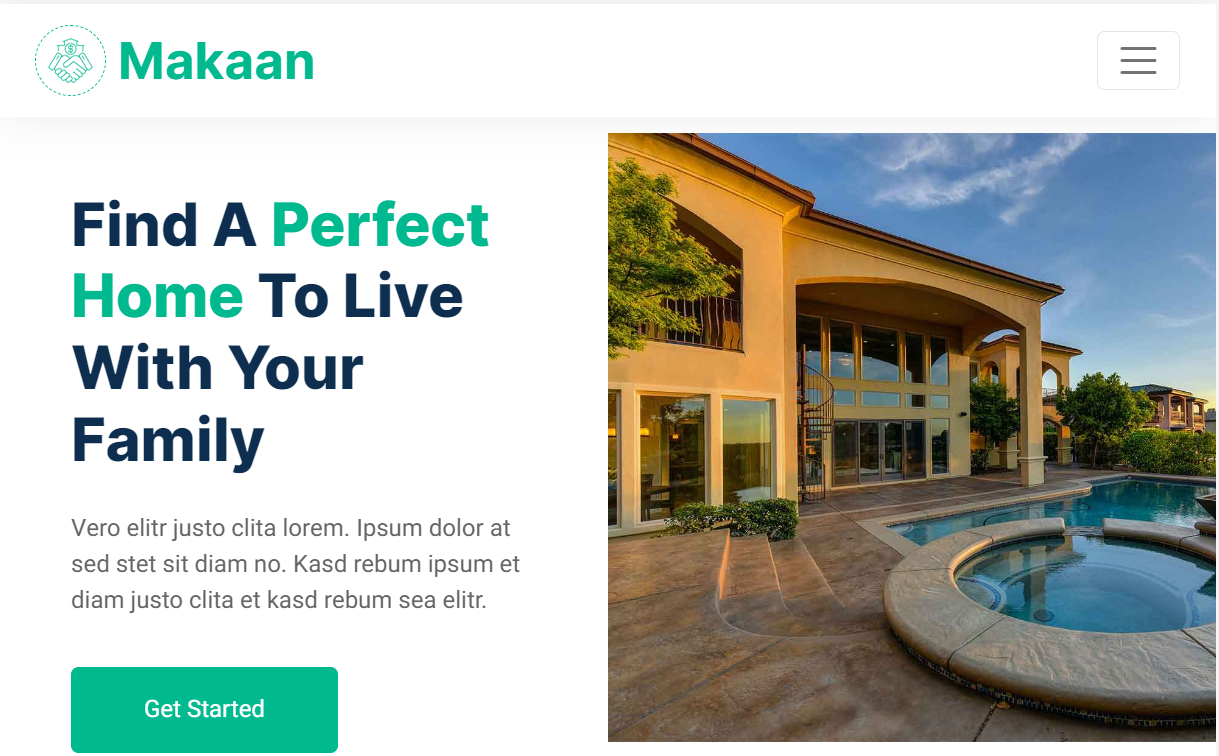 Makaan
Find A Perfect
Home To Live
With Your
Family
Vero elitr justo clita lorem. Ipsum dolor at
sed stet sit diam no. Kasd rebum ipsum et
diam justo clita et kasd rebum sea elitr.
Get Started